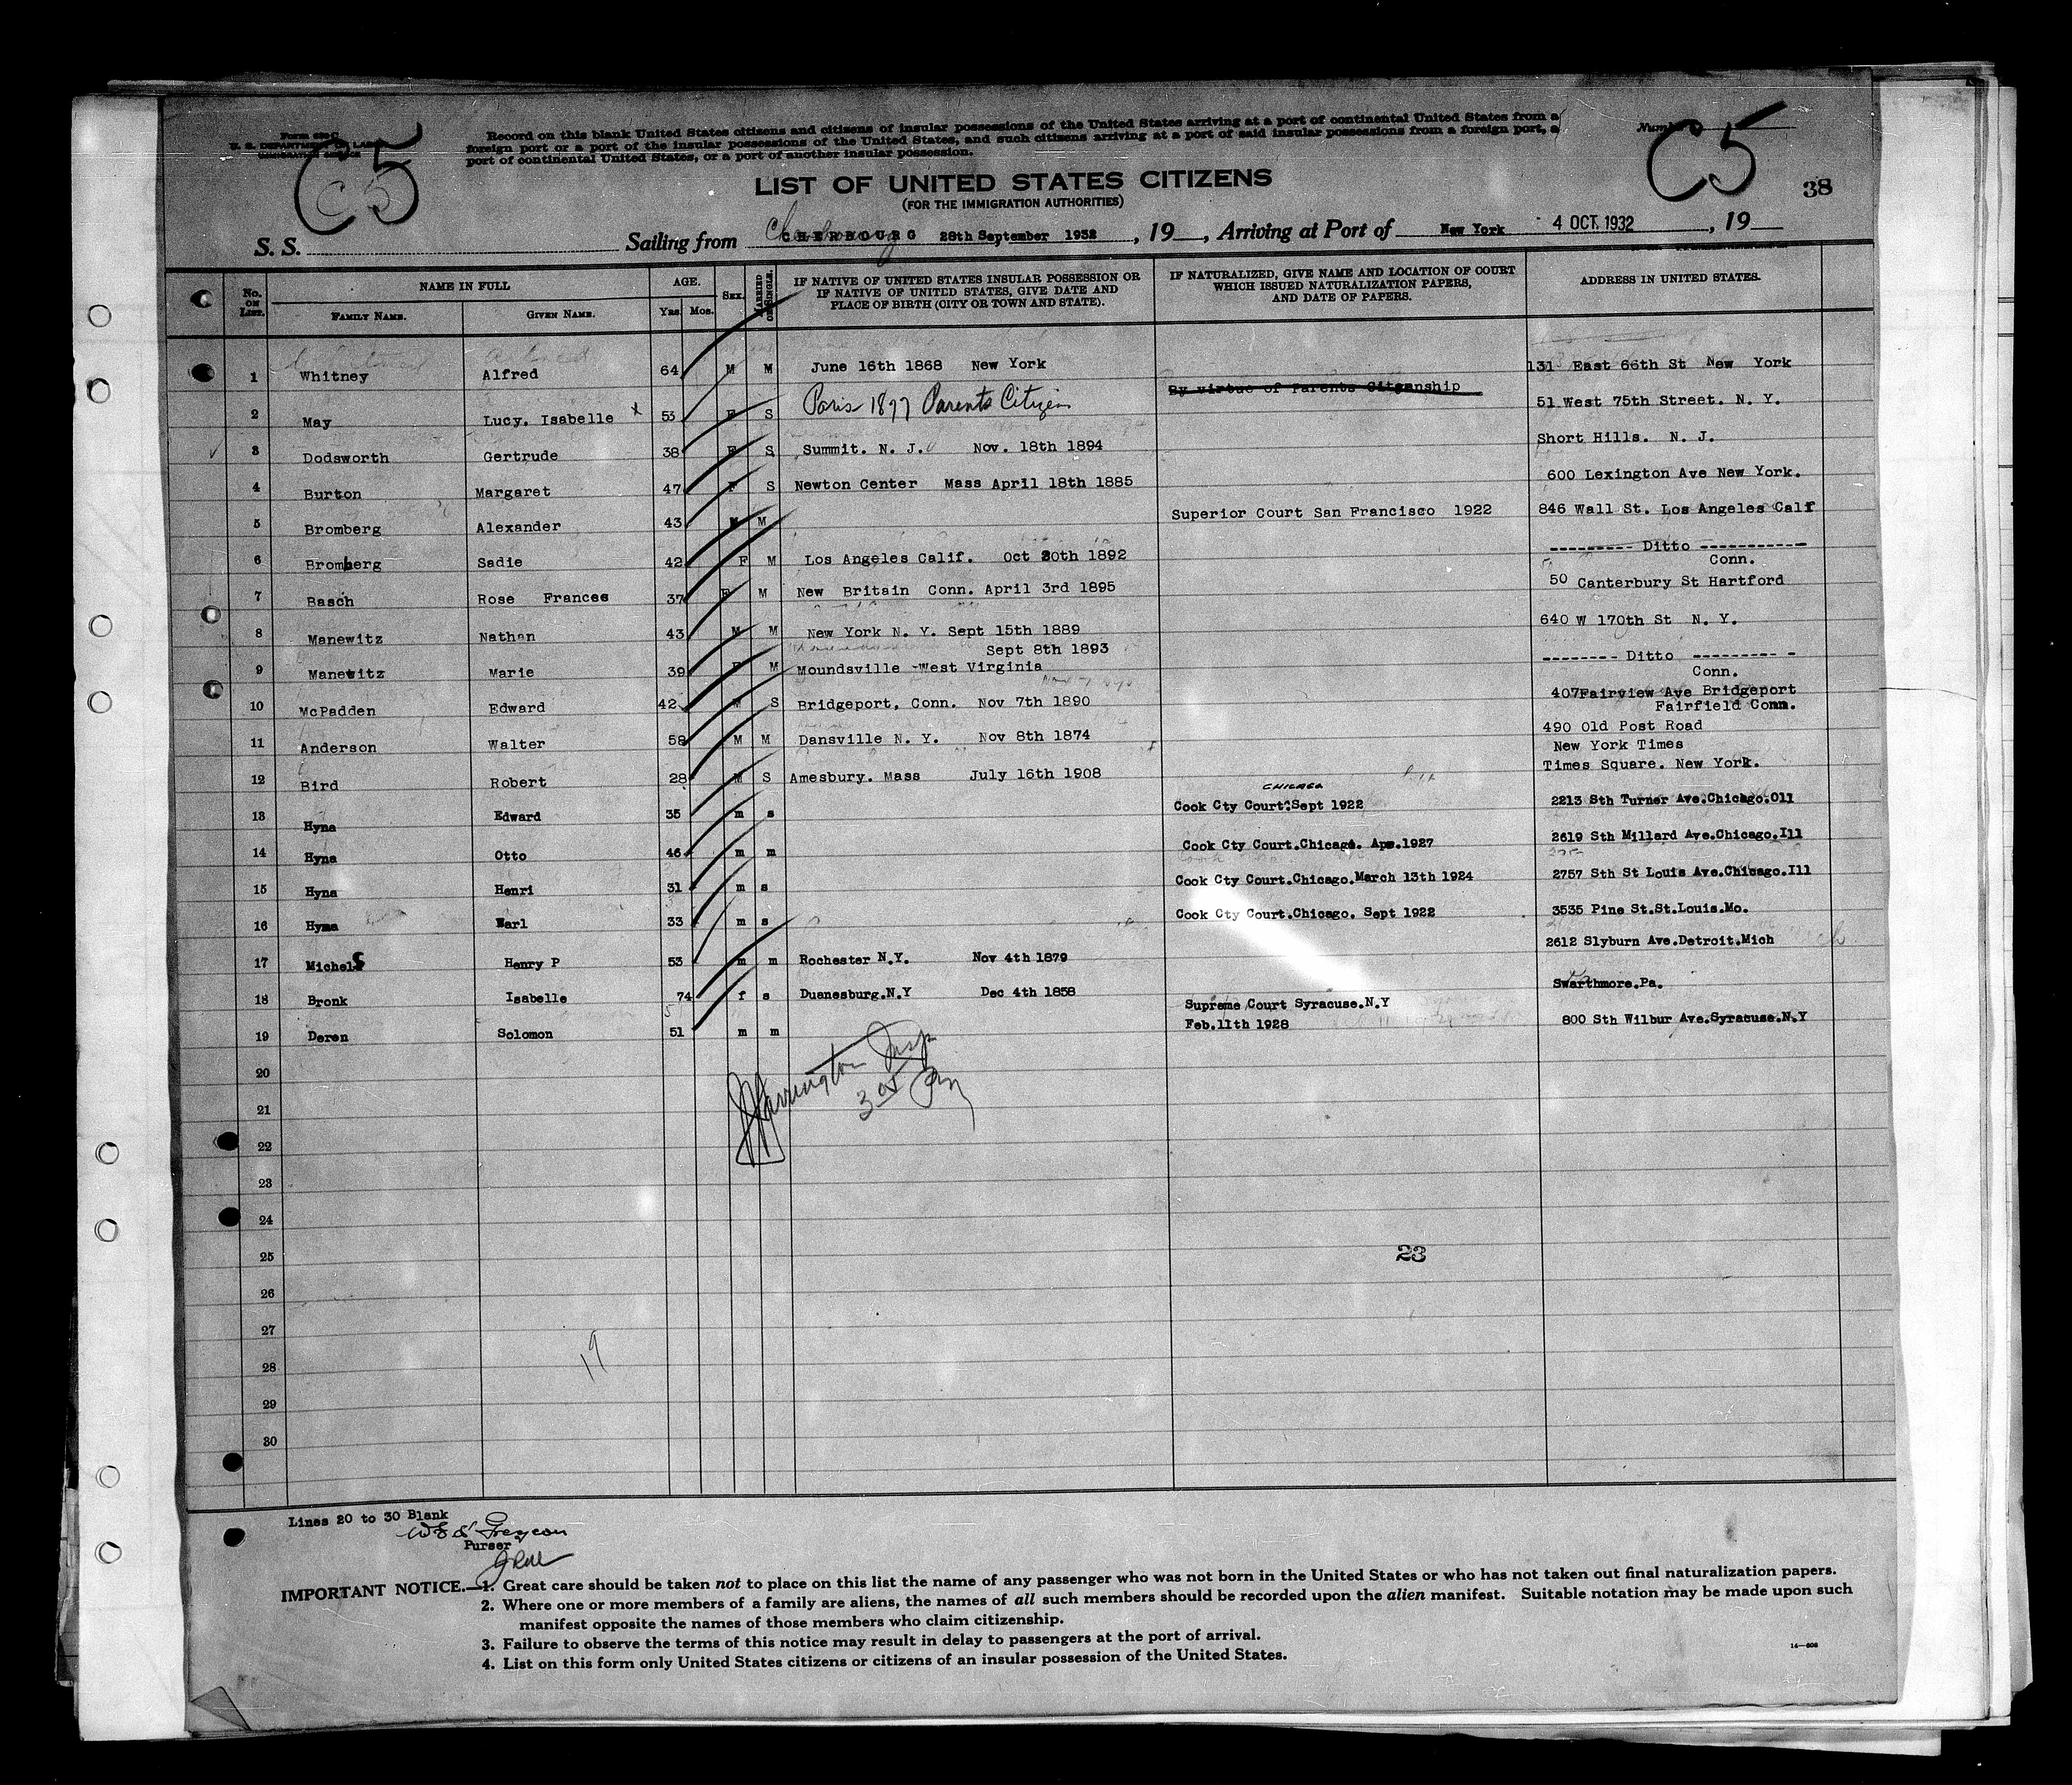 Form 630 C
U. S. DEPARTMENT OF LABOR
IMMIGRATION SERVICE
C5
Record on this blank United States citizens and citizens of insular possessions of the United States arriving at a port of continental United States from a
foreign port or a port of the insular possessions of the United States, and such citizens arriving at a port of said insular possessions from a foreign port, a
port of continental United States, or a port of another insular possession.
Number
C5
38
LIST OF UNITED STATES CITIZENS
(FOR THE IMMIGRATION AUTHORITIES)
S. S. Sailing from CHERBOURG 28th September 1932, 19__, Arriving at Port of New York 4 OCT. 1932, 19__
No. ON LIST. NAME IN FULL FAMILY NAME. GIVEN NAME. AGE. Yrs. Mos. SEX. MARRIED OR SINGLE. IF NATIVE OF UNITED STATES INSULAR POSSESSION OR IF NATIVE OF UNITED STATES, GIVE DATE AND PLACE OF BIRTH (CITY OR TOWN AND STATE). IF NATURALIZED, GIVE NAME AND LOCATION OF COURT WHICH ISSUED NATURALIZATION PAPERS, AND DATE OF PAPERS. ADDRESS IN UNITED STATES.
1 Whitney Alfred 64 M M June 16th 1868 New York 131 East 66th St New York
By virtue of Parents Citzenship
2 May Lucy. Isabelle x 55 F S Paris 1877 Parents Citizen 51 West 75th Street. N. Y.
3 Dodsworth Gertrude 38 F S Summit. N. J. Nov. 18th 1894 Short Hills. N. J.
4 Burton Margaret 47 F S Newton Center Mass April 18th 1885 600 Lexington Ave New York.
5 Bromberg Alexander 43 M M Superior Court San Francisco 1922 846 Wall St. Los Angeles Calf
6 Bromberg Sadie 42 F M Los Angeles Calif. Oct 20th 1892 --------- Ditto -----------
Conn.
7 Basch Rose Frances 37 F M New Britain Conn. April 3rd 1895 50 Canterbury St Hartford
8 Manewitz Nathan 43 M M New York N. Y. Sept 15th 1889 640 W 170th St N. Y.
Sept 8th 1893
9 Manewitz Marie 39 F M Moundsville -West Virginia -------- Ditto --------- -
Conn.
10 McPadden Edward 42 M S Bridgeport, Conn. Nov 7th 1890 407Fairview Ave Bridgeport
Fairfield Conn.
11 Anderson Walter 58 M M Dansville N. Y. Nov 8th 1874 490 Old Post Road
New York Times
12 Bird Robert 28 M S Amesbury. Mass July 16th 1908 Times Square. New York.
CHICAGO
13 Hyna Edward 35 m s Cook Cty Court:Sept 1922 2213 Sth Turner Ave.Chicago.Oll
14 Hyna Otto 46 m m Cook Cty Court.Chicago. Apr.1927 2619 Sth Millard Ave.Chicago.Ill
15 Hyna Henri 31 m s Cook Cty Court.Chicago.March 13th 1924 2757 Sth St Louis Ave.Chicago.Ill
16 Hyna Karl 33 m s Cook Cty Court.Chicago. Sept 1922 3535 Pine St.St.Louis.Mo.
17 MichelS Henry P 53 m m Rochester N.Y. Nov 4th 1879 2612 Slyburn Ave.Detroit.Mich
18 Bronk Isabelle 74 f s Duanesburg.N.Y Dec 4th 1858 Swarthmore.Pa.
Supreme Court Syracuse.N.Y
19 Deren Solomon 51 m m Feb.11th 1928 800 Sth Wilbur Ave.Syracuse.N.Y
20
Harrington Insp
21
22
23
24
25
23
26
27
19
28
29
30
Lines 20 to 30 Blank
Purser
IMPORTANT NOTICE.—1. Great care should be taken not to place on this list the name of any passenger who was not born in the United States or who has not taken out final naturalization papers.
2. Where one or more members of a family are aliens, the names of all such members should be recorded upon the alien manifest. Suitable notation may be made upon such
manifest opposite the names of those members who claim citizenship.
3. Failure to observe the terms of this notice may result in delay to passengers at the port of arrival.
4. List on this form only United States citizens or citizens of an insular possession of the United States.
14—608